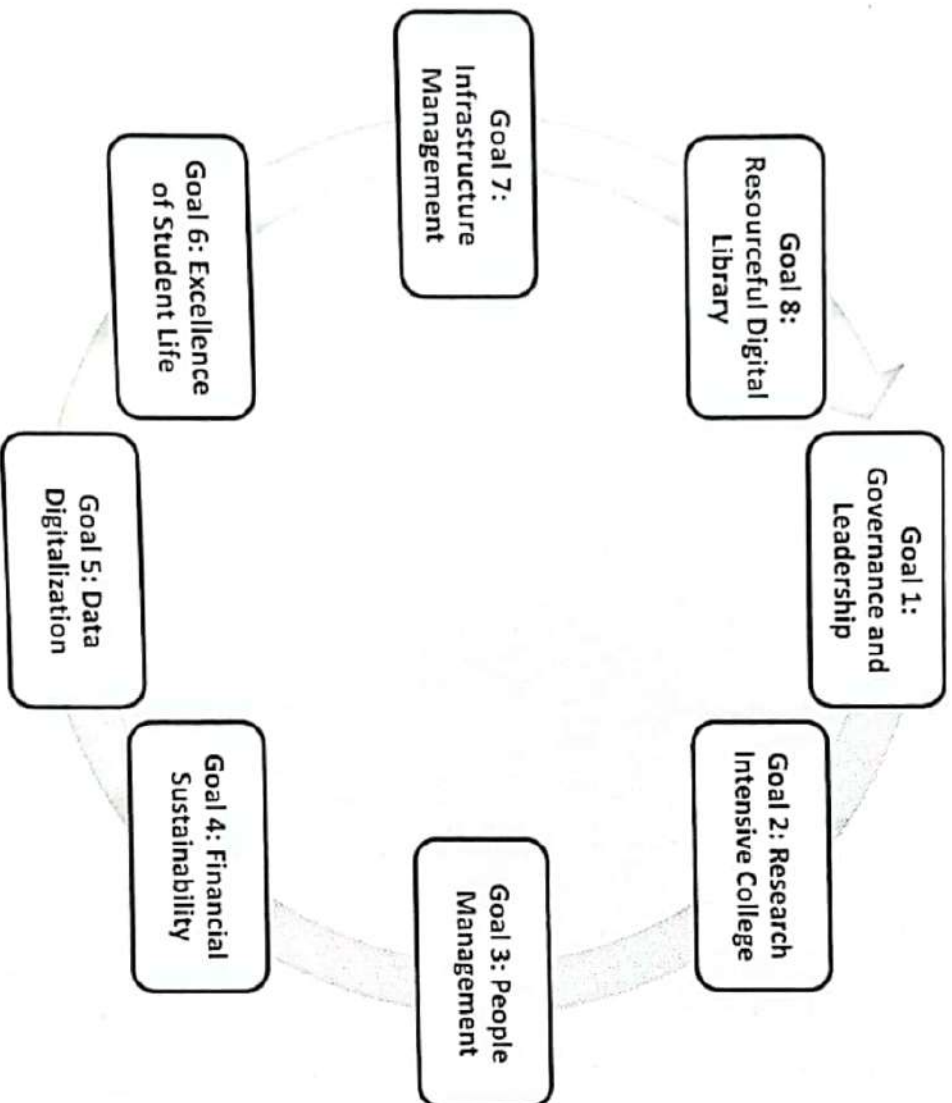 Goal 1:
Governance and
Leadership
Goal 2: Research
Intensive College
Goal 3: People
Management
Goal 4: Financial
Sustainability
Goal 5: Data
Digitalization
Goal 6: Excellence
of Student Life
Goal 7:
Infrastructure
Management
Goal 8:
Resourceful Digital
Library